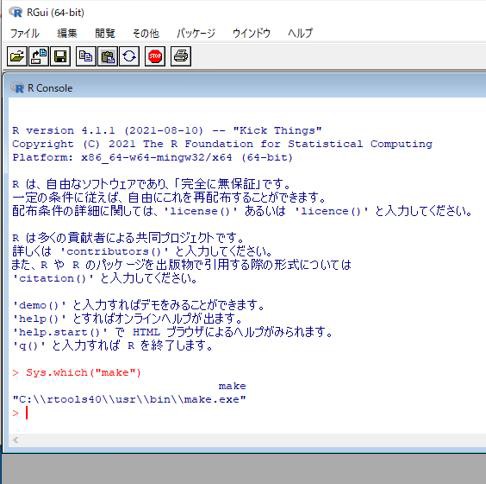 RGui (64-bit)
ファイル 編集 閲覧 その他 パッケージ ウインドウ ヘルプ
STOP
R Console
R version 4.1.1 (2021-08-10) -- "Kick Things"
Copyright (C) 2021 The R Foundation for Statistical Computing
Platform: x86_64-w64-mingw32/x64 (64-bit)
R は、自由なソフトウェアであり、「完全に無保証」です。
一定の条件に従えば、自由にこれを再配布することができます。
配布条件の詳細に関しては、'license()' あるいは 'licence()' と入力してください。
R は多くの貢献者による共同プロジェクトです。
詳しくは 'contributors()' と入力してください。
また、R や R のパッケージを出版物で引用する際の形式については
'citation()' と入力してください。
'demo()' と入力すればデモをみることができます。
'help()' とすればオンラインヘルプが出ます。
'help.start()' で HTML ブラウザによるヘルプがみられます。
'q()' と入力すれば R を終了します。
> Sys.which("make")
make
"C:\\rtools40\\usr\\bin\\make.exe"
>